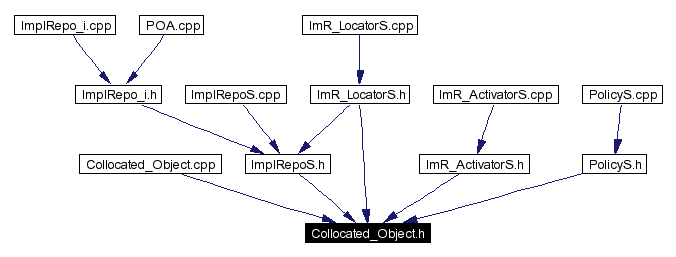 ImplRepo_i.cpp
POA.cpp
ImR_LocatorS.cpp
ImplRepo_i.h
ImplRepoS.cpp
ImR_LocatorS.h
ImR_ActivatorS.cpp
PolicyS.cpp
Collocated_Object.cpp
ImplRepoS.h
ImR_ActivatorS.h
PolicyS.h
Collocated_Object.h